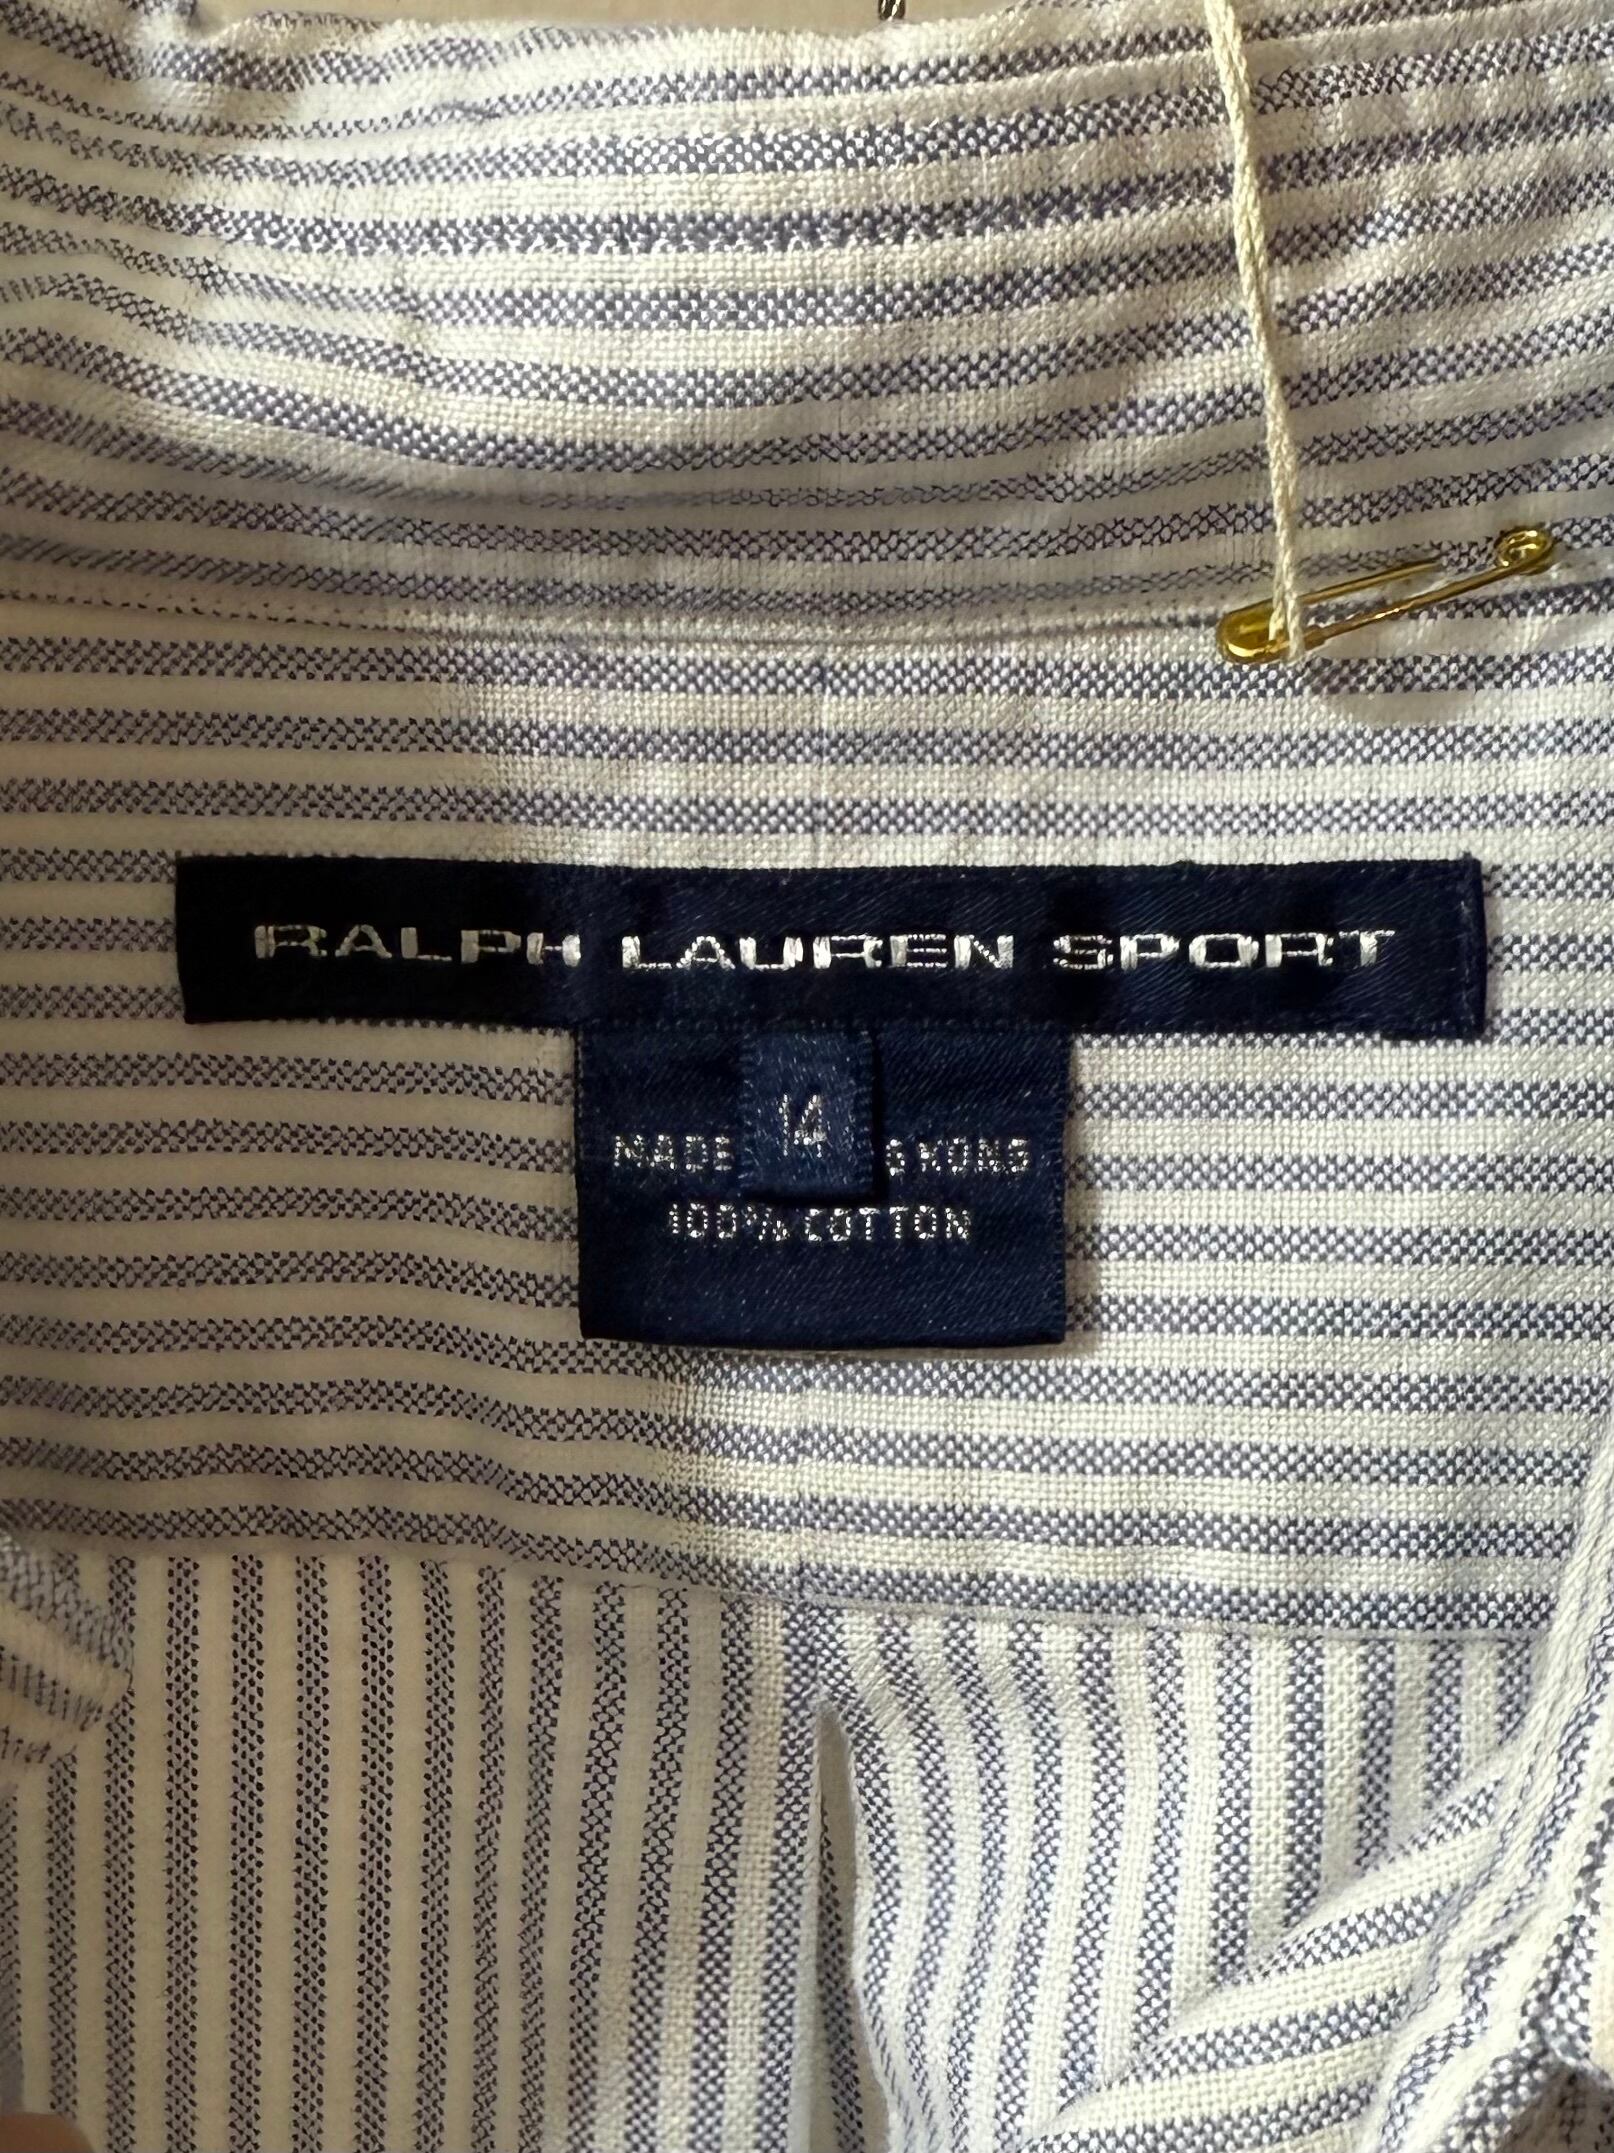 RALPH LAUREN SPORT
14
MADE G KONG
100% COTTON